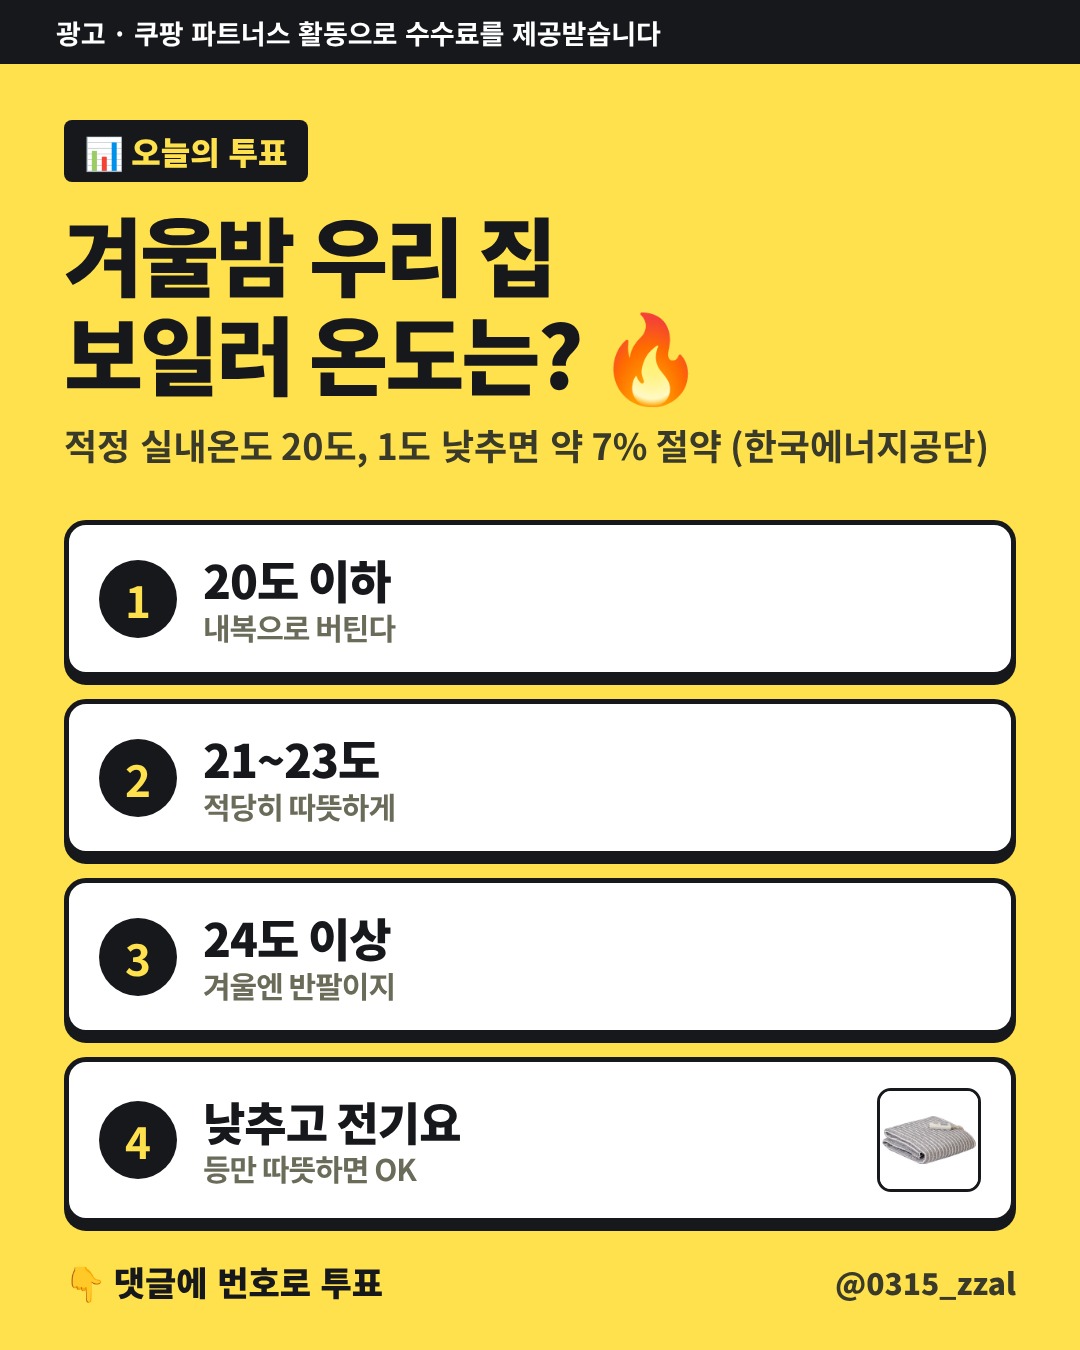 광고 · 쿠팡 파트너스 활동으로 수수료를 제공받습니다
📊 오늘의 투표
겨울밤 우리 집
보일러 온도는? 🔥
적정 실내온도 20도, 1도 낮추면 약 7% 절약 (한국에너지공단)
1
20도 이하
내복으로 버틴다
2
21~23도
적당히 따뜻하게
3
24도 이상
겨울엔 반팔이지
4
낮추고 전기요
등만 따뜻하면 OK
👇 댓글에 번호로 투표
@0315_zzal